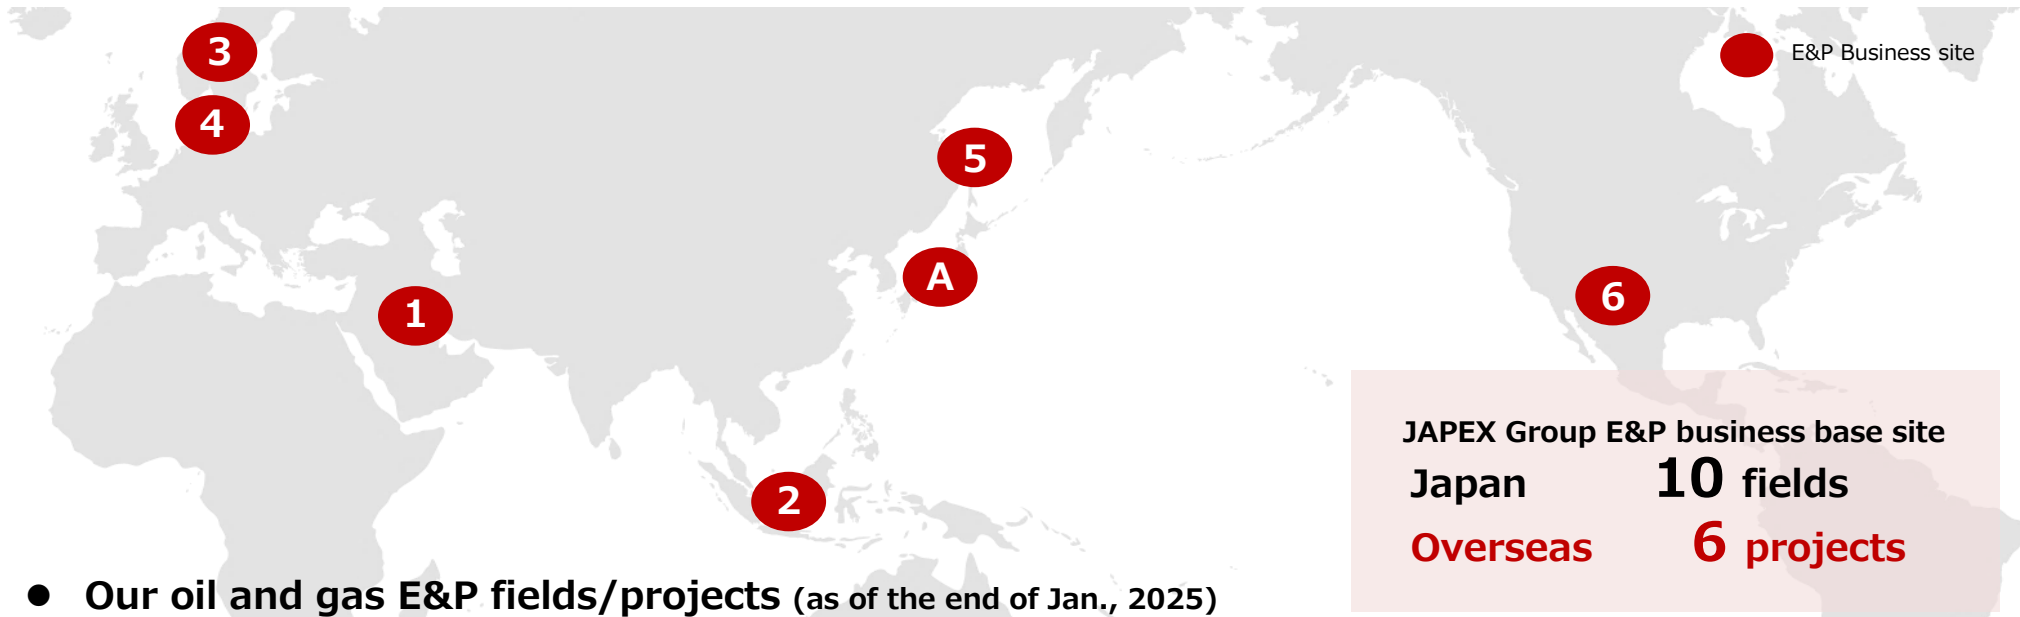 3
E&P Business site
4
5
A
1
6
2
JAPEX Group E&P business base site
Japan 10 fields
Overseas 6 projects
● Our oil and gas E&P fields/projects (as of the end of Jan., 2025)